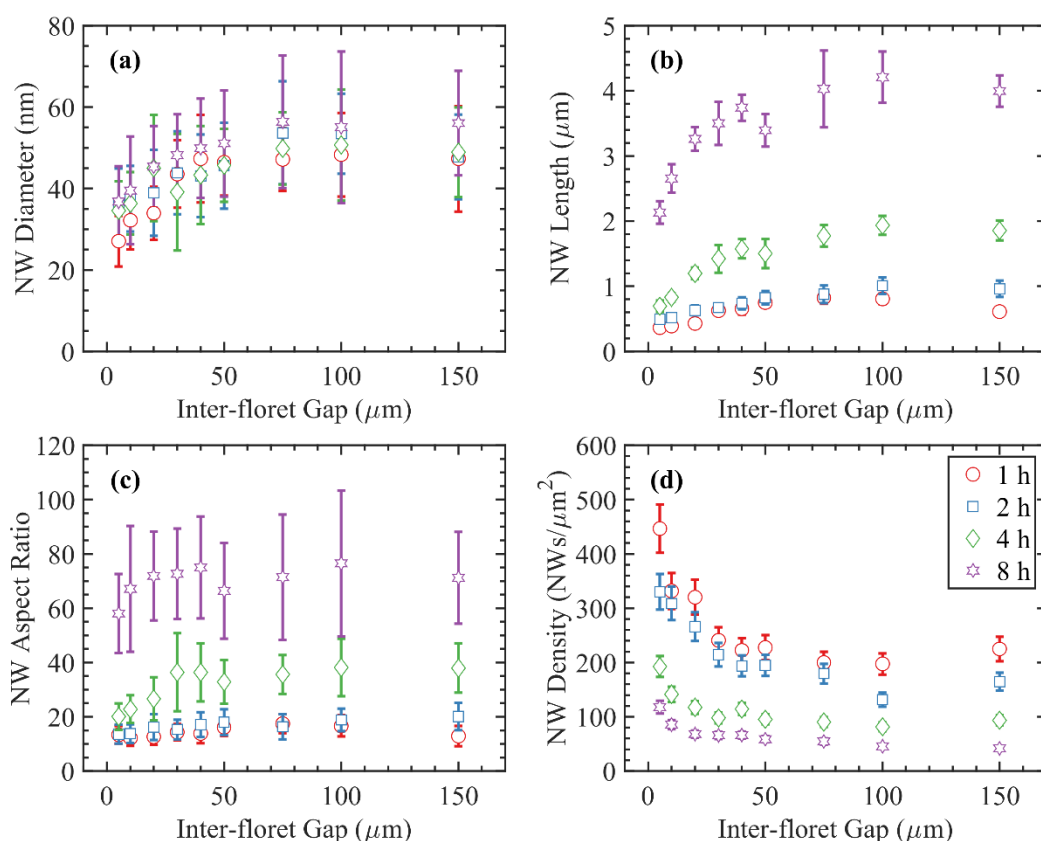 (a)
80
60
40
20
0
NW Diameter (nm)
0 50 100 150
Inter-floret Gap (μm)
(b)
5
4
3
2
1
0
NW Length (μm)
0 50 100 150
Inter-floret Gap (μm)
(c)
120
100
80
60
40
20
0
NW Aspect Ratio
0 50 100 150
Inter-floret Gap (μm)
(d)
600
500
400
300
200
100
0
NW Density (NWs/μm²)
1 h
2 h
4 h
8 h
0 50 100 150
Inter-floret Gap (μm)